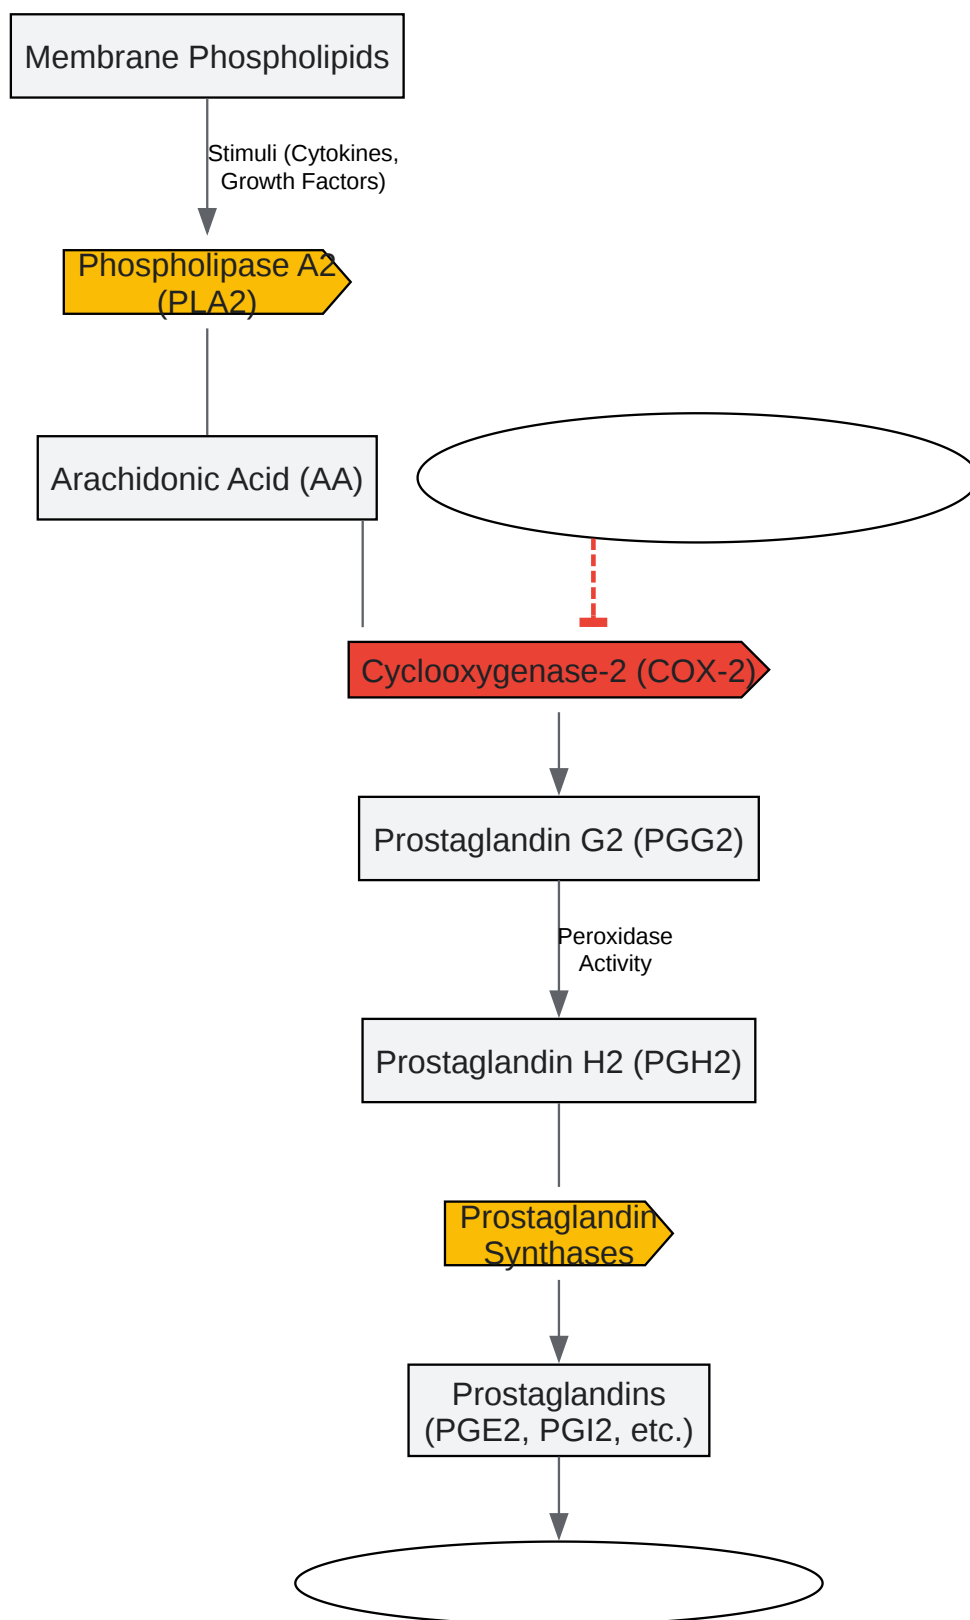 Membrane Phospholipids
Stimuli (Cytokines,
Growth Factors)
Phospholipase A2
(PLA2)
Arachidonic Acid (AA)
Cyclooxygenase-2 (COX-2)
Prostaglandin G2 (PGG2)
Peroxidase
Activity
Prostaglandin H2 (PGH2)
Prostaglandin
Synthases
Prostaglandins
(PGE2, PGI2, etc.)